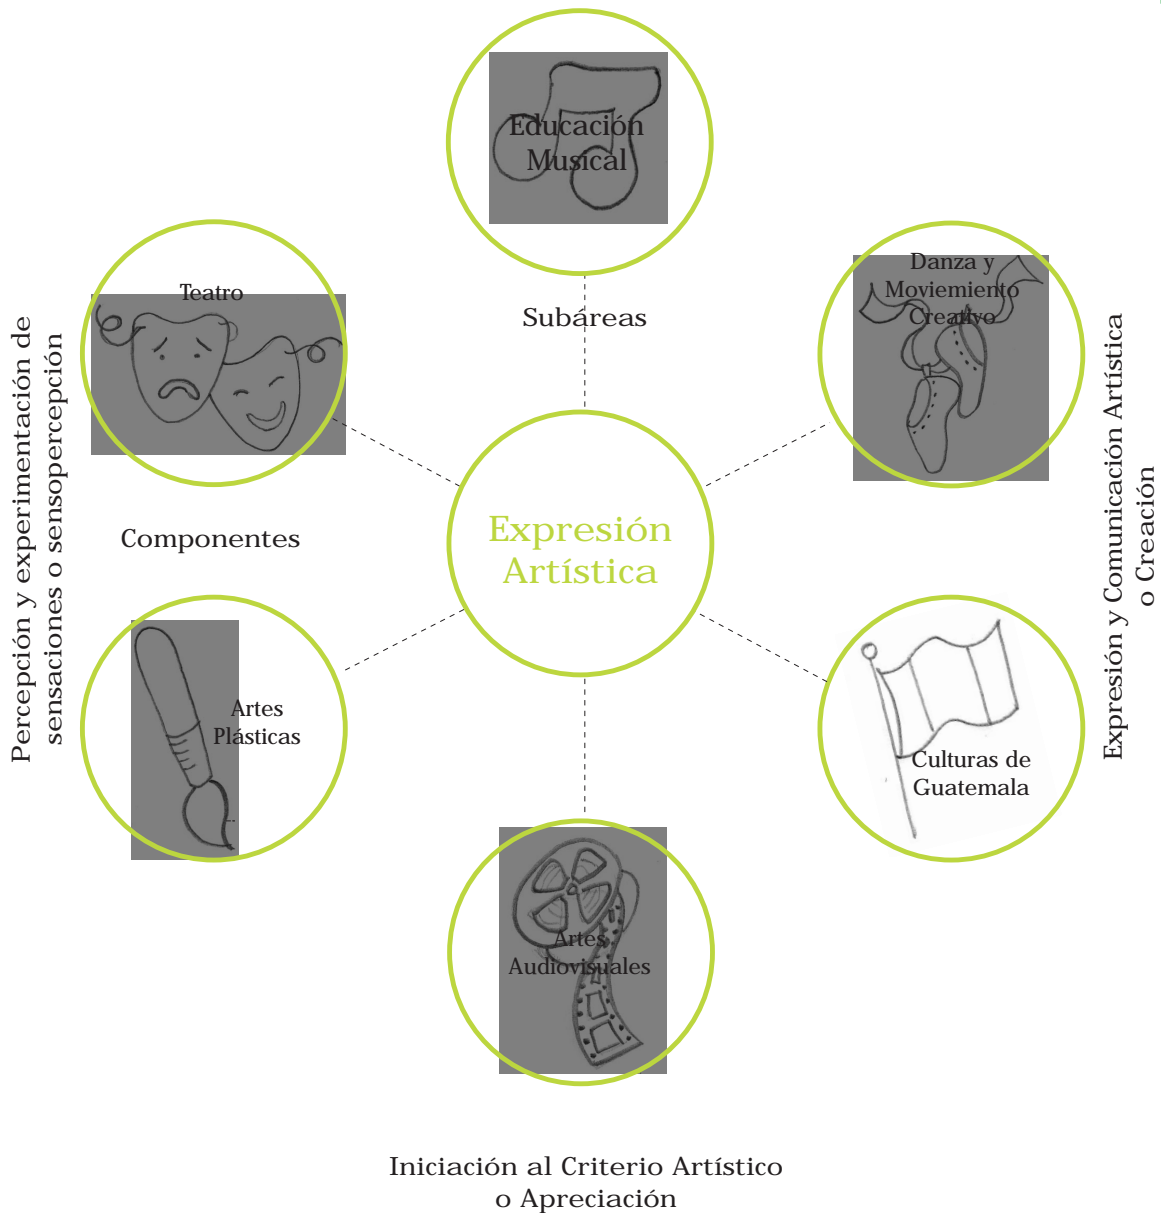 Educación
Musical
Subáreas
Teatro
Danza y
Moviemiento
Creativo
Percepción y experimentación de
sensaciones o sensopercepción
Expresión y Comunicación Artística
o Creación
Componentes
Expresión
Artística
Artes
Plásticas
Culturas de
Guatemala
Artes
Audiovisuales
Iniciación al Criterio Artístico
o Apreciación